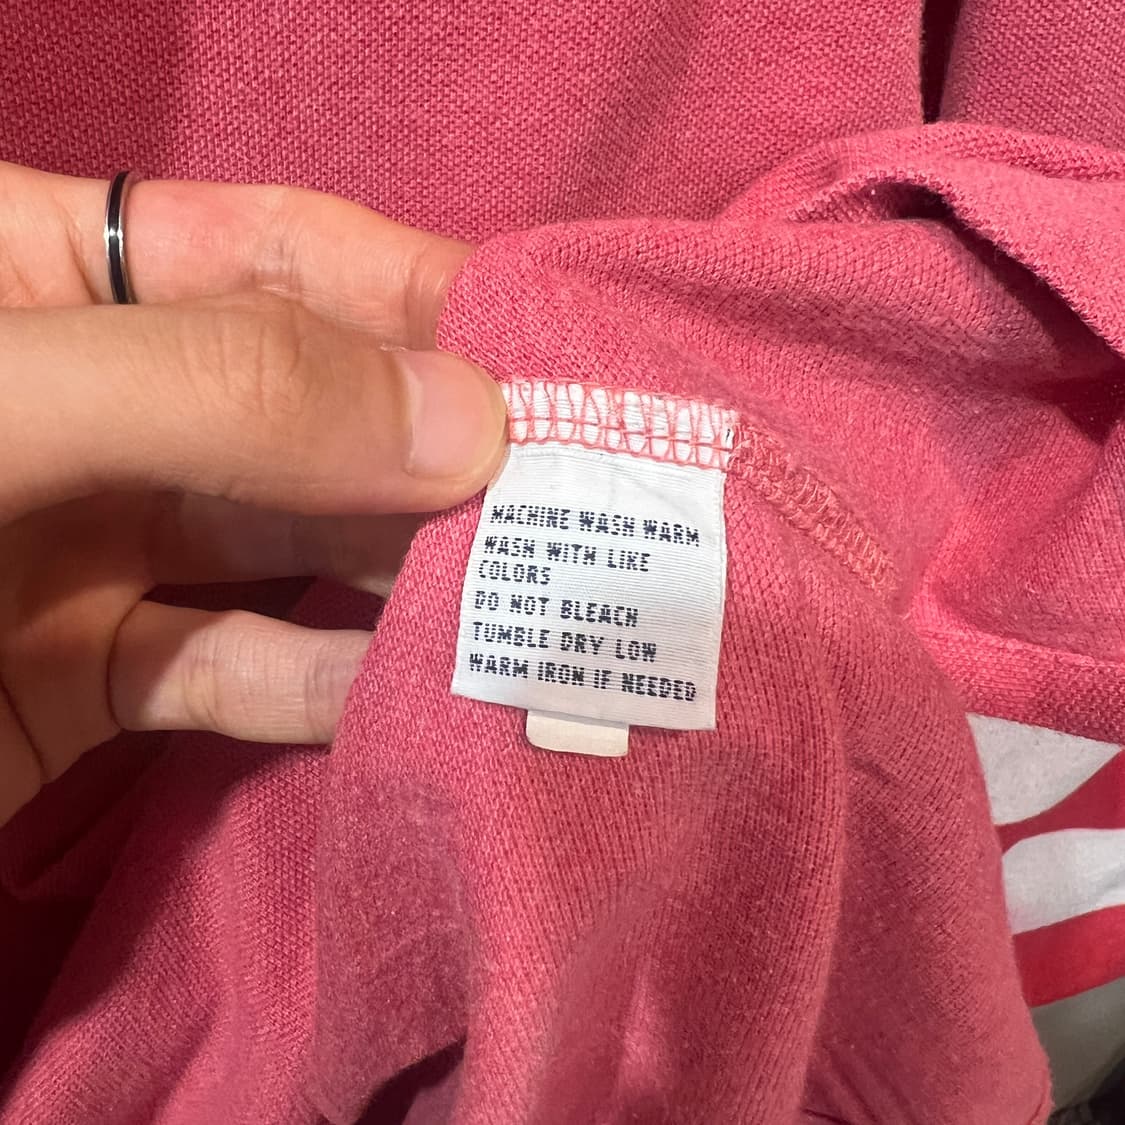 MACHINE WASH WARM
WASH WITH LIKE
COLORS
DO NOT BLEACH
TUMBLE DRY LOW
WARM IRON IF NEEDED